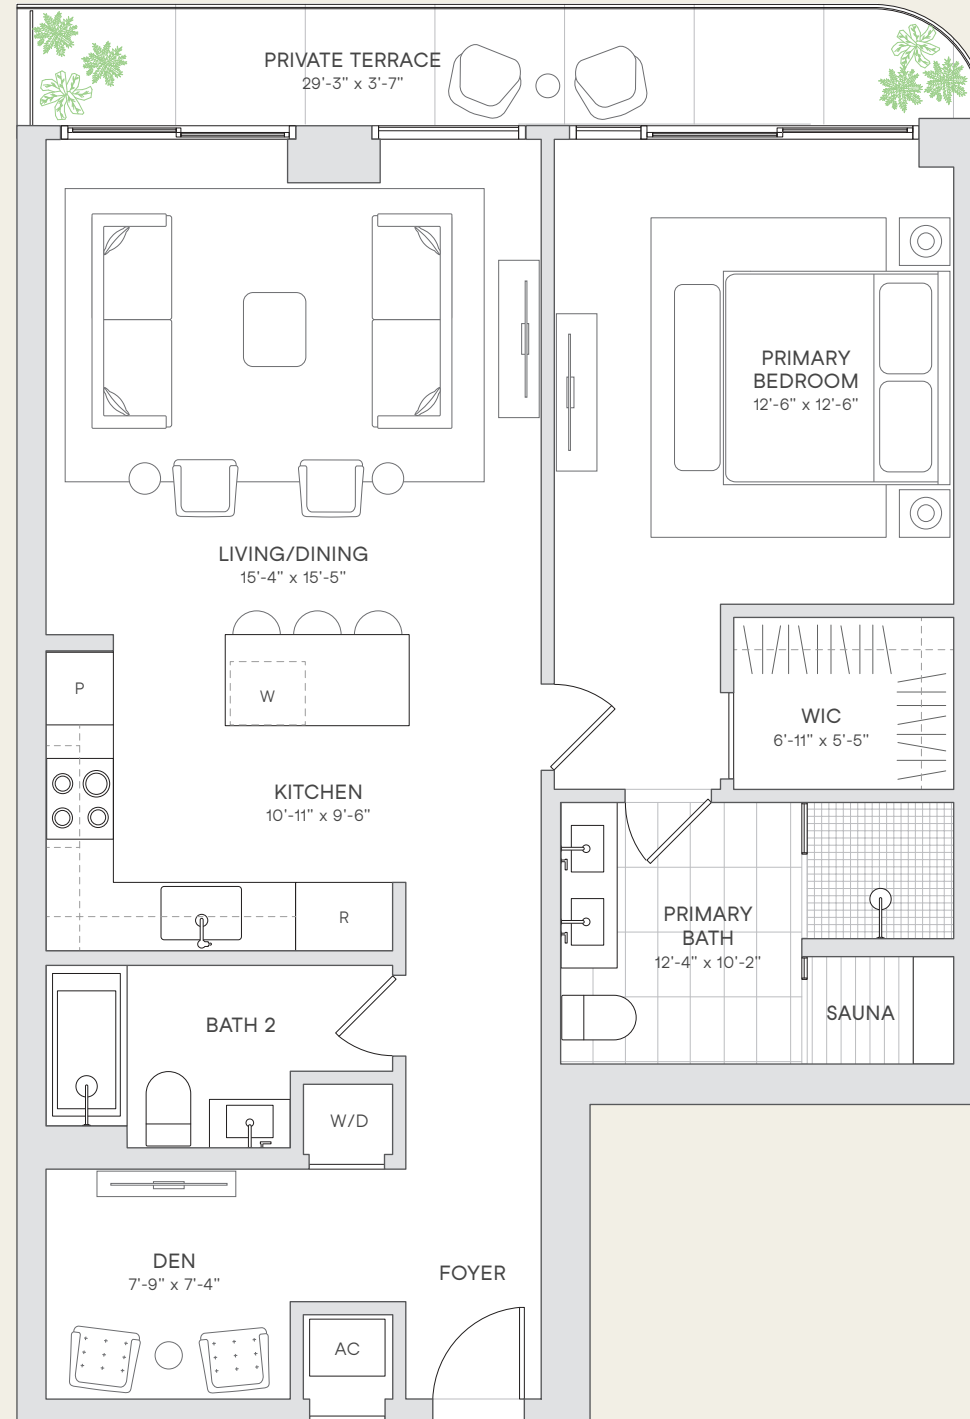 PRIVATE TERRACE
29'-3" x 3'-7"
PRIMARY
BEDROOM
12'-6" x 12'-6"
LIVING/DINING
15'-4" x 15'-5"
P
W
WIC
6'-11" x 5'-5"
KITCHEN
10'-11" x 9'-6"
R
PRIMARY
BATH
12'-4" x 10'-2"
SAUNA
BATH 2
W/D
DEN
7'-9" x 7'-4"
FOYER
AC